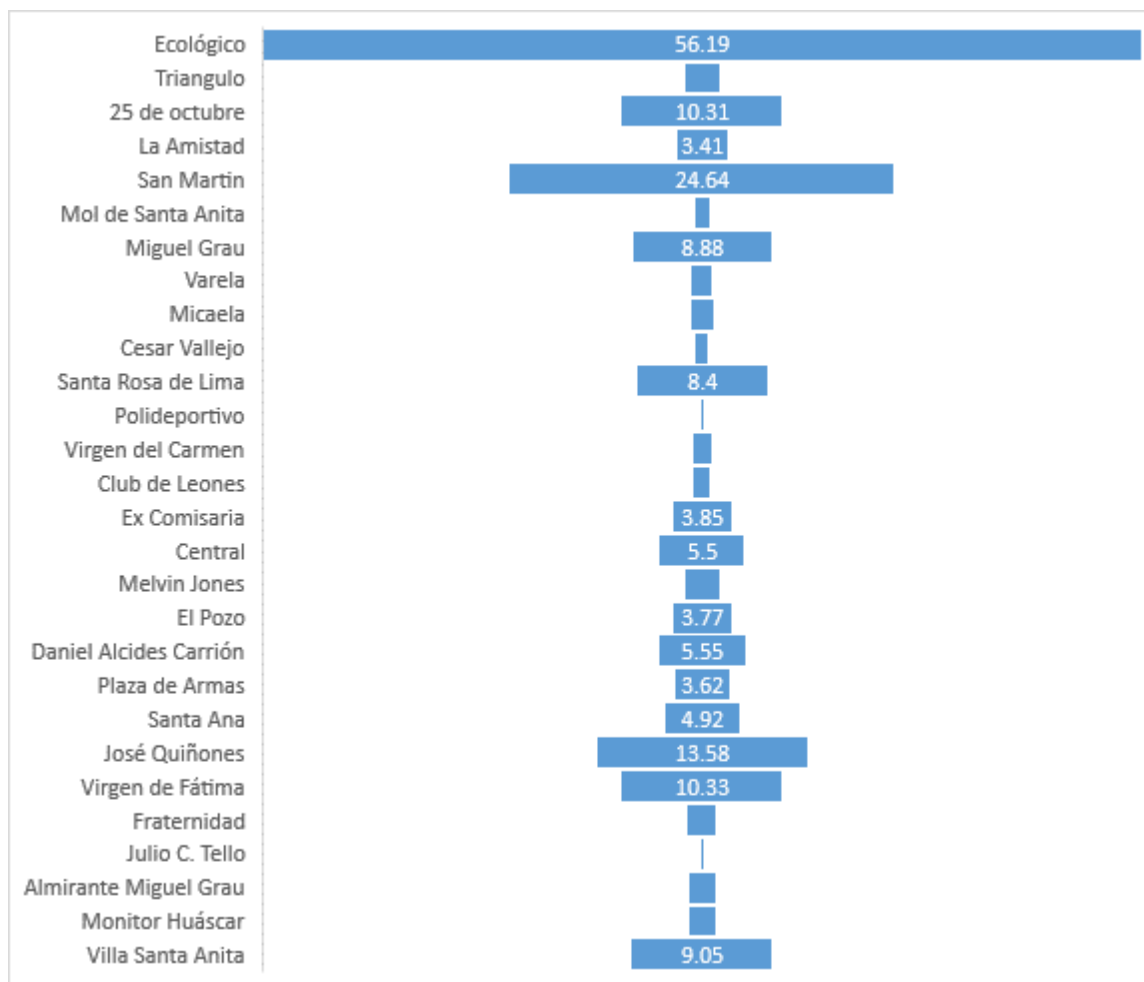 Ecológico 56.19
Triangulo
25 de octubre 10.31
La Amistad 3.41
San Martin 24.64
Mol de Santa Anita
Miguel Grau 8.88
Varela
Micaela
Cesar Vallejo
Santa Rosa de Lima 8.4
Polideportivo
Virgen del Carmen
Club de Leones
Ex Comisaria 3.85
Central 5.5
Melvin Jones
El Pozo 3.77
Daniel Alcides Carrión 5.55
Plaza de Armas 3.62
Santa Ana 4.92
José Quiñones 13.58
Virgen de Fátima 10.33
Fraternidad
Julio C. Tello
Almirante Miguel Grau
Monitor Huáscar
Villa Santa Anita 9.05